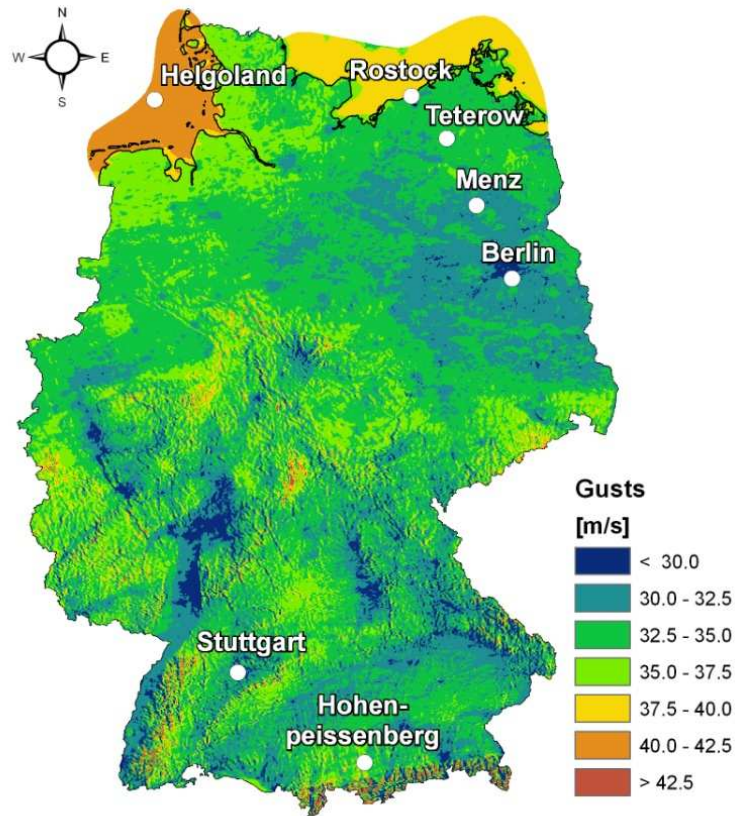 N
W E
S
Helgoland
Rostock
Teterow
Menz
Berlin
Stuttgart
Hohen-
peissenberg
Gusts
[m/s]
< 30.0
30.0 - 32.5
32.5 - 35.0
35.0 - 37.5
37.5 - 40.0
40.0 - 42.5
> 42.5